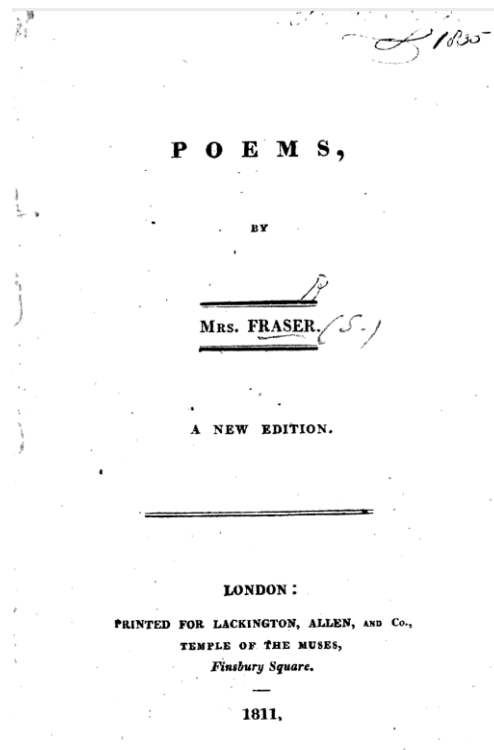 1835
POEMS,
BY
MRS. FRASER. (S.)
A NEW EDITION.
LONDON:
PRINTED FOR LACKINGTON, ALLEN, AND Co.,
TEMPLE OF THE MUSES,
Finsbury Square.
1811,